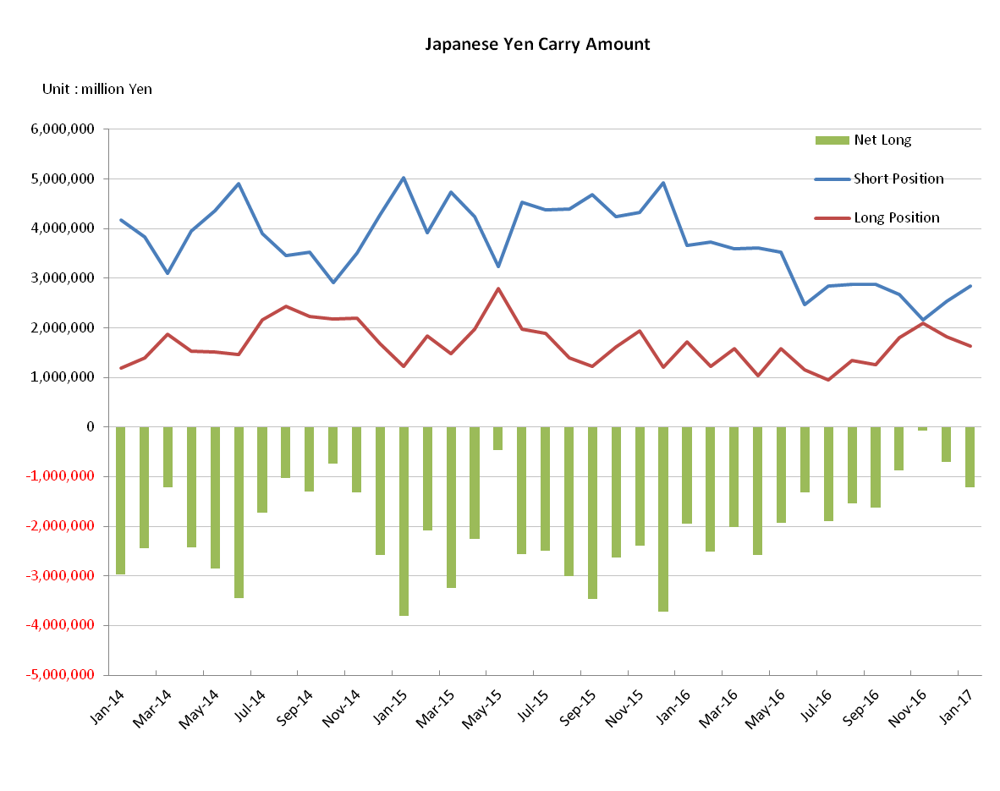 Japanese Yen Carry Amount
Unit : million Yen
6,000,000
5,000,000
4,000,000
3,000,000
2,000,000
1,000,000
0
-1,000,000
-2,000,000
-3,000,000
-4,000,000
-5,000,000
Net Long
Short Position
Long Position
Jan-14
Mar-14
May-14
Jul-14
Sep-14
Nov-14
Jan-15
Mar-15
May-15
Jul-15
Sep-15
Nov-15
Jan-16
Mar-16
May-16
Jul-16
Sep-16
Nov-16
Jan-17